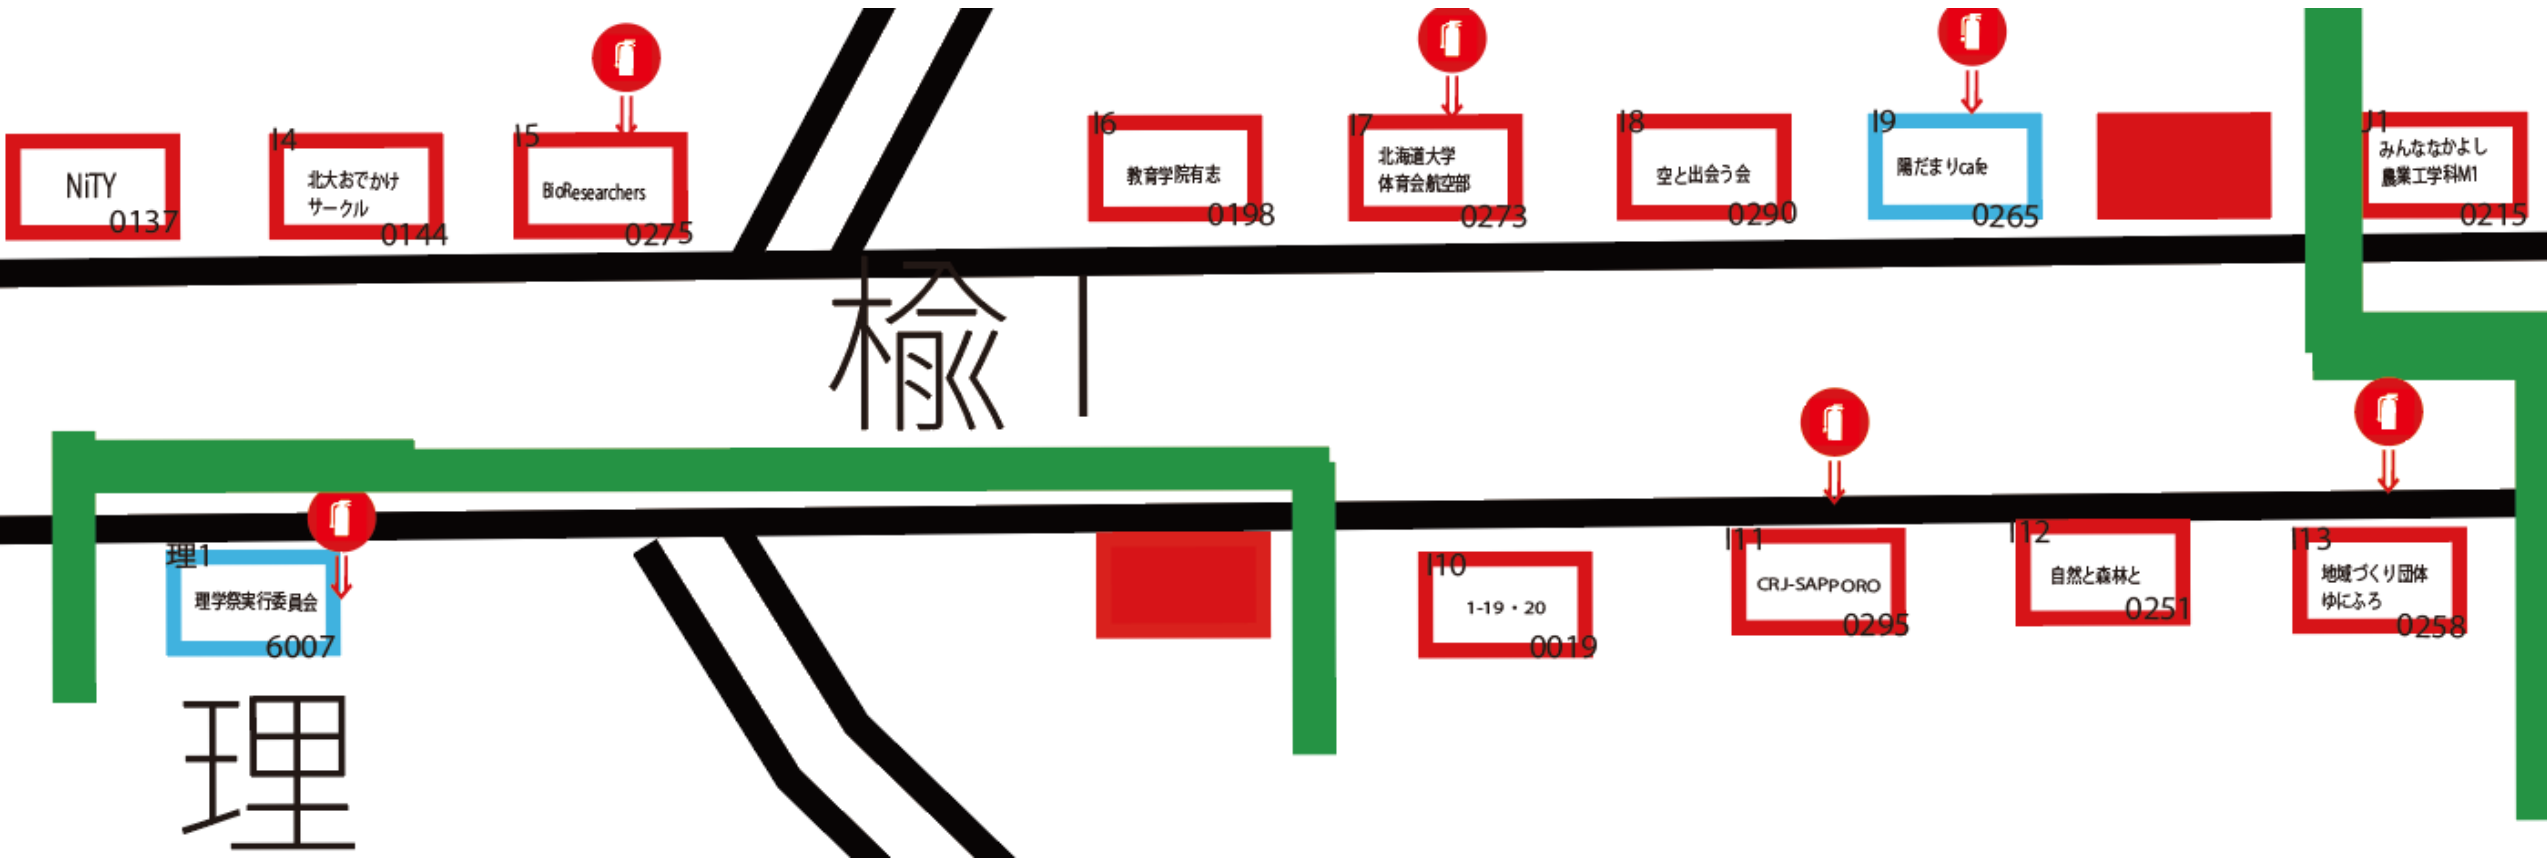 NiTY
0137
I4
北大おでかけ
サークル
0144
I5
BioResearchers
0275
I6
教育学院有志
0198
I7
北海道大学
体育会航空部
0273
I8
空と出会う会
0290
I9
陽だまりcafe
0265
J1
みんななかよし
農業工学科M1
0215
楡 I
理1
理学祭実行委員会
6007
I10
1-19・20
0019
I11
CRJ-SAPPORO
0295
I12
自然と森林と
0251
I13
地域づくり団体
ゆにふろ
0258
理